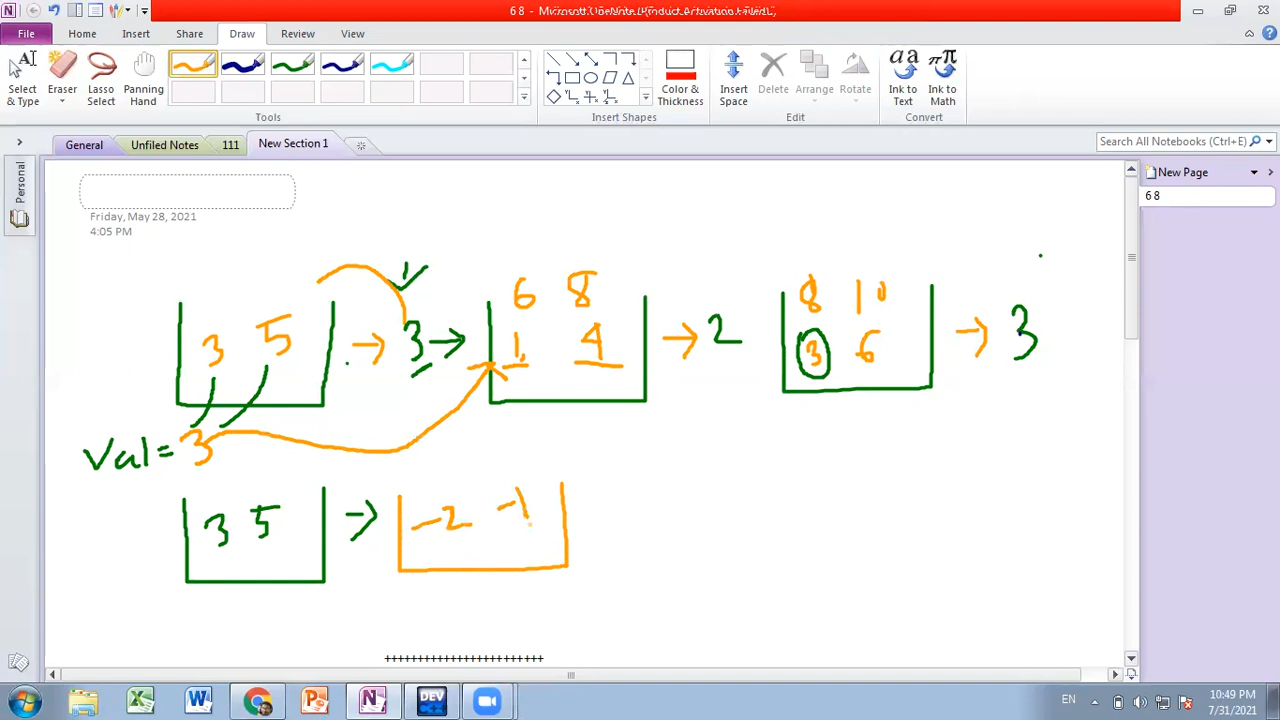 6 8 - Microsoft OneNote (Product Activation Failed)
File Home Insert Share Draw Review View
Select & Type
Eraser
Lasso Select
Panning Hand
Insert Space
Delete
Arrange
Rotate
Color & Thickness
Ink to Text
Ink to Math
Tools
Insert Shapes
Edit
Convert
General Unfiled Notes 111 New Section 1
Search All Notebooks (Ctrl+E)
Personal
New Page
6 8
Friday, May 28, 2021
4:05 PM
6 8 8 10
3 5 → 3 → 1 4 → 2 3 6 → 3
Val = 3
3 5 → -2 -1
++++++++++++++++++++++++
EN
10:49 PM
7/31/2021